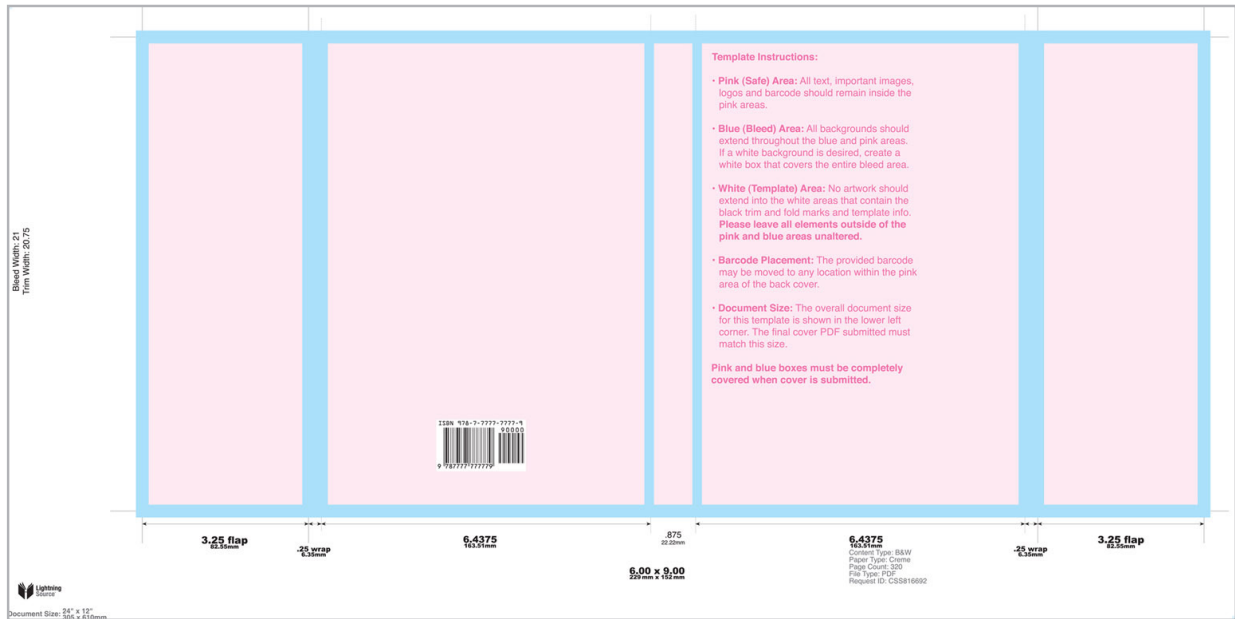 Template Instructions:
• Pink (Safe) Area: All text, important images,
logos and barcode should remain inside the
pink areas.
• Blue (Bleed) Area: All backgrounds should
extend throughout the blue and pink areas.
If a white background is desired, create a
white box that covers the entire bleed area.
• White (Template) Area: No artwork should
extend into the white areas that contain the
black trim and fold marks and template info.
Please leave all elements outside of the
pink and blue areas unaltered.
• Barcode Placement: The provided barcode
may be moved to any location within the pink
area of the back cover.
• Document Size: The overall document size
for this template is shown in the lower left
corner. The final cover PDF submitted must
match this size.
Pink and blue boxes must be completely
covered when cover is submitted.
Bleed Width: 21
Trim Width: 20.75
ISBN 978-7-7777-7777-9
90000
9 787777 777779
3.25 flap
82.55mm
.25 wrap
6.35mm
6.4375
163.51mm
.875
22.22mm
6.4375
163.51mm
.25 wrap
6.35mm
3.25 flap
82.55mm
6.00 x 9.00
229mm x 152mm
Content Type: B&W
Paper Type: Creme
Page Count: 320
File Type: PDF
Request ID: CSS816692
Lightning
Source
Document Size: 24" x 12"
305 x 610mm